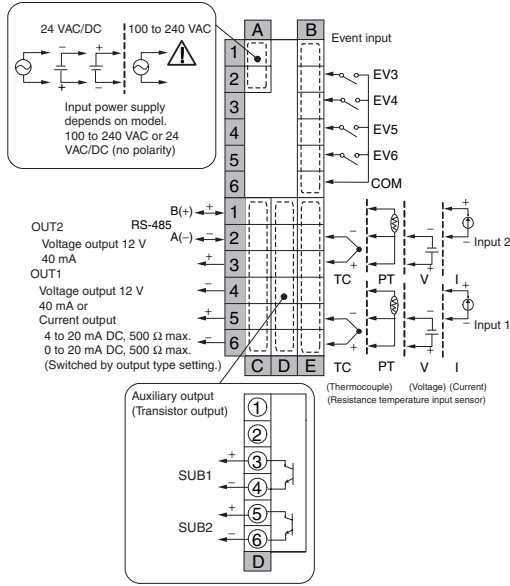 24 VAC/DC
100 to 240 VAC
− + − +
+ −
Input power supply
depends on model.
100 to 240 VAC or 24
VAC/DC (no polarity)
A
B
Event input
1
2
3
4
5
6
EV3
EV4
EV5
EV6
COM
B(+)
RS-485
A(−)
OUT2
Voltage output 12 V
40 mA
OUT1
Voltage output 12 V
40 mA or
Current output
4 to 20 mA DC, 500 Ω max.
0 to 20 mA DC, 500 Ω max.
(Switched by output type setting.)
1
2
3
4
5
6
C D E
Input 2
TC PT V I
Input 1
TC PT V I
(Thermocouple) (Voltage) (Current)
(Resistance temperature input sensor)
Auxiliary output
(Transistor output)
1
2
3
4
5
6
SUB1
SUB2
D